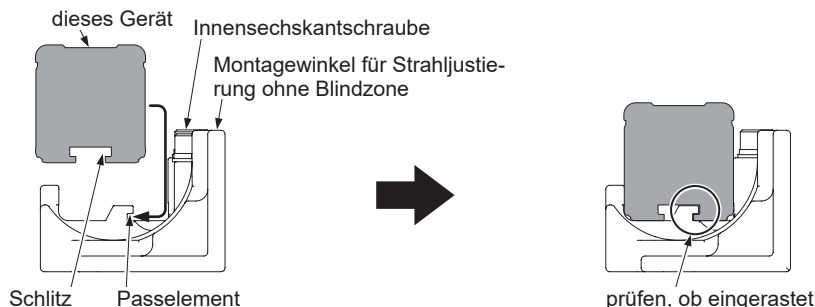 dieses Gerät
Innensechskantschraube
Montagewinkel für Strahljustie-
rung ohne Blindzone
Schlitz
Passelement
prüfen, ob eingerastet